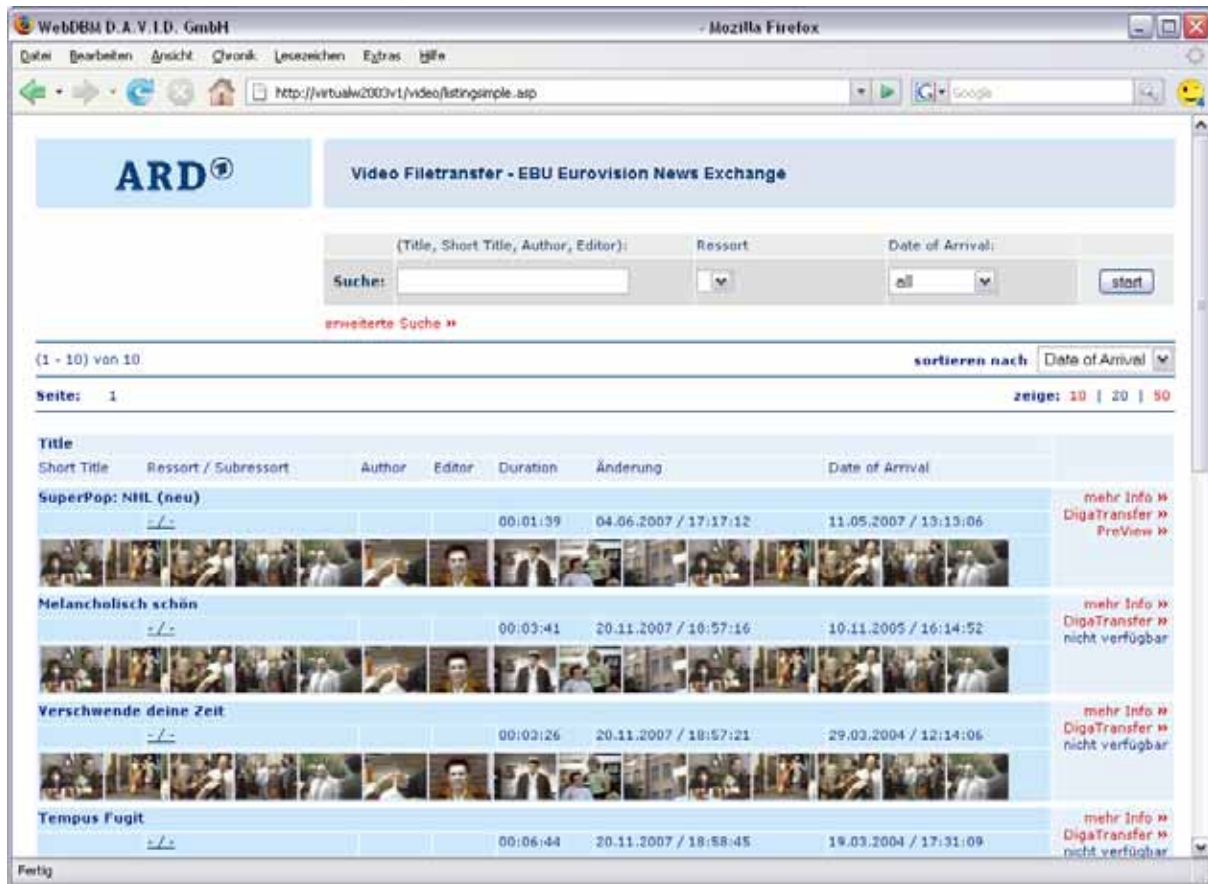 WebDBM D.A.V.I.D. GmbH - Mozilla Firefox
Datei Bearbeiten Ansicht Chronik Lesezeichen Extras Hilfe
http://virtualw2003v1/video/listingsimple.asp Google
ARD Video Filetransfer - EBU Eurovision News Exchange
(Title, Short Title, Author, Editor): Ressort Date of Arrival:
Suche: all start
erweiterte Suche »
(1 - 10) von 10 sortieren nach Date of Arrival
Seite: 1 zeige: 10 | 20 | 50
Title
Short Title Ressort / Subressort Author Editor Duration Änderung Date of Arrival
SuperPop: NHL (neu) mehr Info »
- / - 00:01:39 04.06.2007 / 17:17:12 11.05.2007 / 13:13:06 DigaTransfer »
PreView »
Melancholisch schön mehr Info »
- / - 00:03:41 20.11.2007 / 18:57:16 10.11.2005 / 16:14:52 DigaTransfer »
nicht verfügbar
Verschwende deine Zeit mehr Info »
- / - 00:03:26 20.11.2007 / 18:57:21 29.03.2004 / 12:14:06 DigaTransfer »
nicht verfügbar
Tempus Fugit mehr Info »
- / - 00:06:44 20.11.2007 / 18:58:45 19.03.2004 / 17:31:09 DigaTransfer »
nicht verfügbar
Fertig